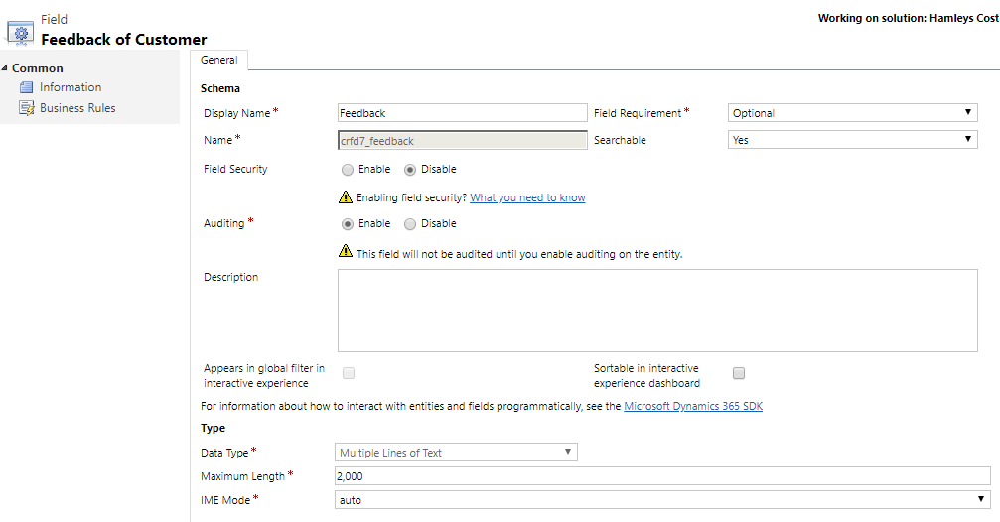 Field
Working on solution: Hamleys Cost
Feedback of Customer
Common
Information
Business Rules
General
Schema
Display Name * Feedback Field Requirement * Optional
Name * crfd7_feedback Searchable Yes
Field Security Enable Disable
Enabling field security? What you need to know
Auditing * Enable Disable
This field will not be audited until you enable auditing on the entity.
Description
Appears in global filter in
interactive experience
Sortable in interactive
experience dashboard
For information about how to interact with entities and fields programmatically, see the Microsoft Dynamics 365 SDK
Type
Data Type * Multiple Lines of Text
Maximum Length * 2,000
IME Mode * auto